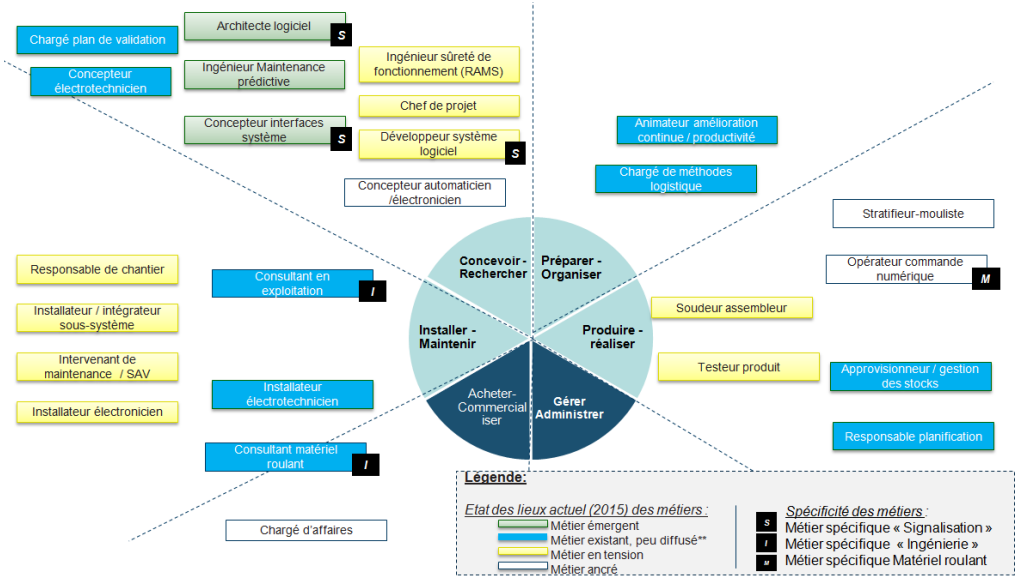 Architecte logiciel
S
Chargé plan de validation
Ingénieur sûreté de
fonctionnement (RAMS)
Concepteur
électrotechnicien
Ingénieur Maintenance
prédictive
Chef de projet
Concepteur interfaces
système
S
Développeur système
logiciel
S
Concepteur automaticien
/électronicien
Animateur amélioration
continue / productivité
Chargé de méthodes
logistique
Stratifieur-mouliste
Opérateur commande
numérique
M
Concevoir -
Rechercher
Préparer -
Organiser
Installer -
Maintenir
Produire -
réaliser
Acheter-
Commercial
iser
Gérer
Administrer
Responsable de chantier
Consultant en
exploitation
I
Installateur / intégrateur
sous-système
Intervenant de
maintenance / SAV
Installateur
électrotechnicien
Installateur électronicien
Consultant matériel
roulant
I
Chargé d'affaires
Soudeur assembleur
Testeur produit
Approvisionneur / gestion
des stocks
Responsable planification
Légende:
Etat des lieux actuel (2015) des métiers :
Métier émergent
Métier existant, peu diffusé**
Métier en tension
Métier ancré
Spécificité des métiers :
S Métier spécifique « Signalisation »
I Métier spécifique « Ingénierie »
M Métier spécifique Matériel roulant